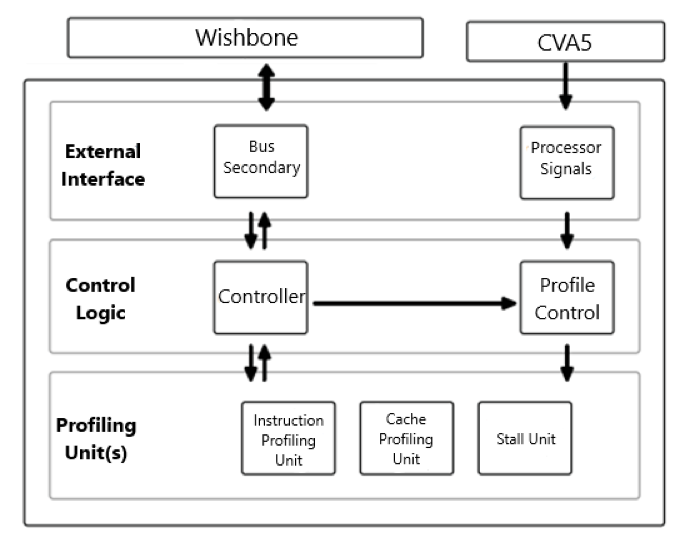 Wishbone
CVA5
External
Interface
Bus
Secondary
Processor
Signals
Control
Logic
Controller
Profile
Control
Profiling
Unit(s)
Instruction
Profiling
Unit
Cache
Profiling
Unit
Stall Unit